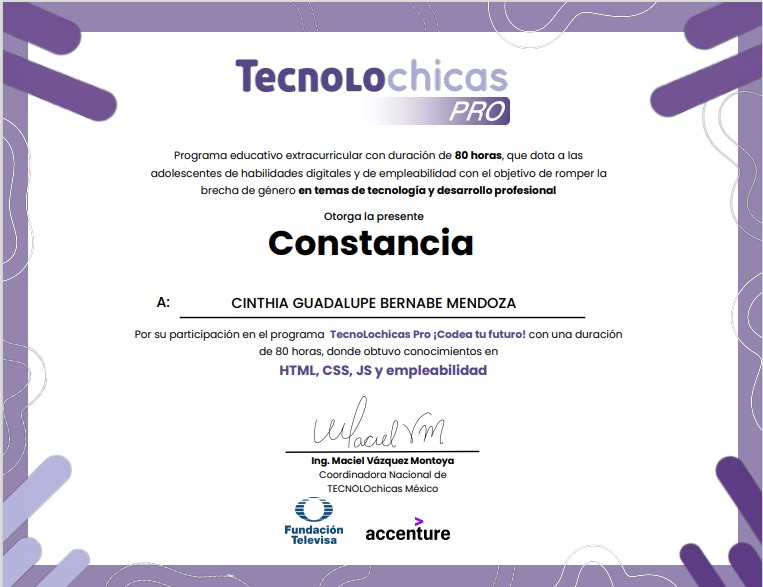 TecnoLochicas
PRO
Programa educativo extracurricular con duración de 80 horas, que dota a las
adolescentes de habilidades digitales y de empleabilidad con el objetivo de romper la
brecha de género en temas de tecnología y desarrollo profesional
Otorga la presente
Constancia
A: CINTHIA GUADALUPE BERNABE MENDOZA
Por su participación en el programa TecnoLochicas Pro ¡Codea tu futuro! con una duración
de 80 horas, donde obtuvo conocimientos en
HTML, CSS, JS y empleabilidad
Maciel VM
Ing. Maciel Vázquez Montoya
Coordinadora Nacional de
TECNOLOchicas México
Fundación
Televisa
>
accenture